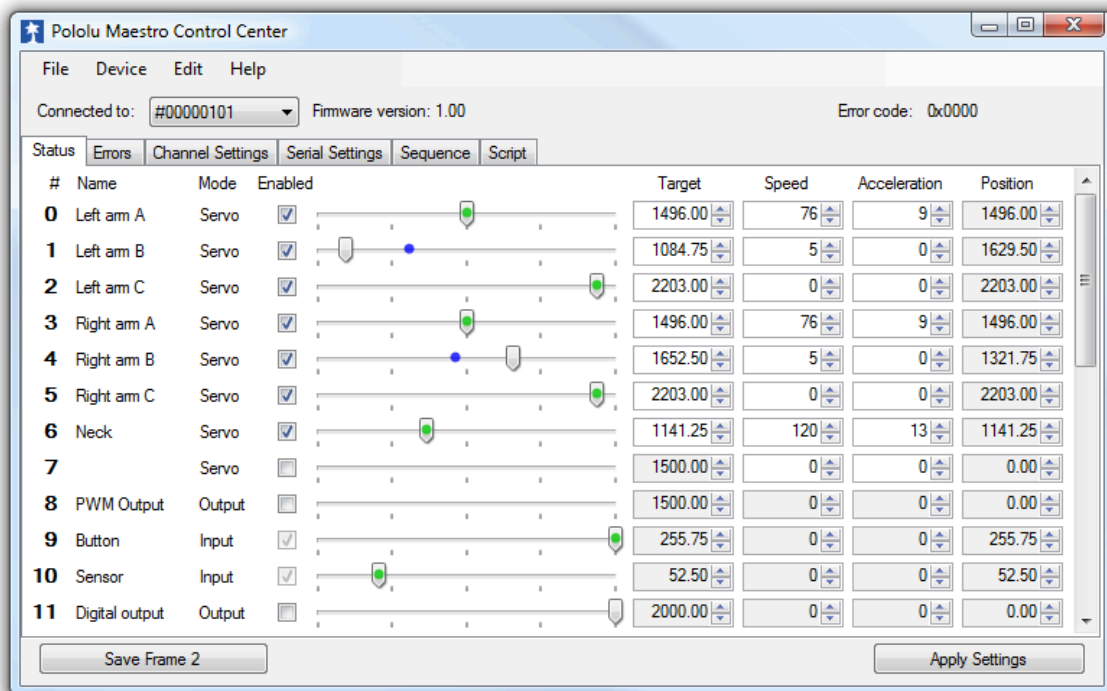 Pololu Maestro Control Center
File Device Edit Help
Connected to: #00000101 Firmware version: 1.00 Error code: 0x0000
Status Errors Channel Settings Serial Settings Sequence Script
# Name Mode Enabled Target Speed Acceleration Position
0 Left arm A Servo 1496.00 76 9 1496.00
1 Left arm B Servo 1084.75 5 0 1629.50
2 Left arm C Servo 2203.00 0 0 2203.00
3 Right arm A Servo 1496.00 76 9 1496.00
4 Right arm B Servo 1652.50 5 0 1321.75
5 Right arm C Servo 2203.00 0 0 2203.00
6 Neck Servo 1141.25 120 13 1141.25
7 Servo 1500.00 0 0 0.00
8 PWM Output Output 1500.00 0 0 0.00
9 Button Input 255.75 0 0 255.75
10 Sensor Input 52.50 0 0 52.50
11 Digital output Output 2000.00 0 0 0.00
Save Frame 2 Apply Settings